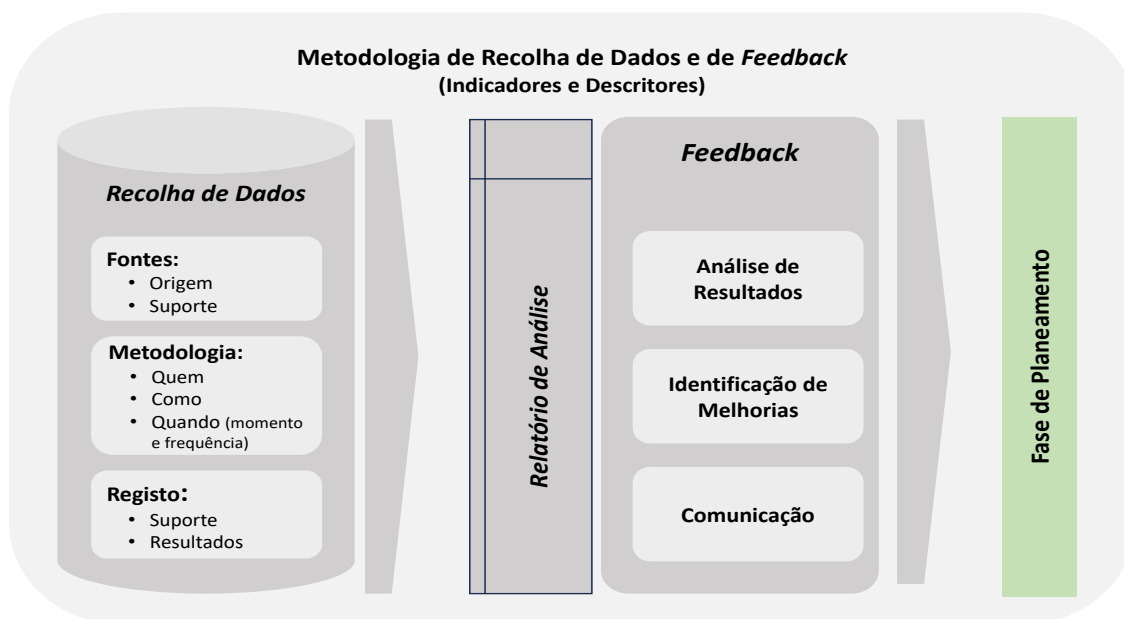 Metodologia de Recolha de Dados e de Feedback
(Indicadores e Descritores)
Recolha de Dados
Fontes:
• Origem
• Suporte
Metodologia:
• Quem
• Como
• Quando (momento
e frequência)
Registo:
• Suporte
• Resultados
Relatório de Análise
Feedback
Análise de
Resultados
Identificação de
Melhorias
Comunicação
Fase de Planeamento